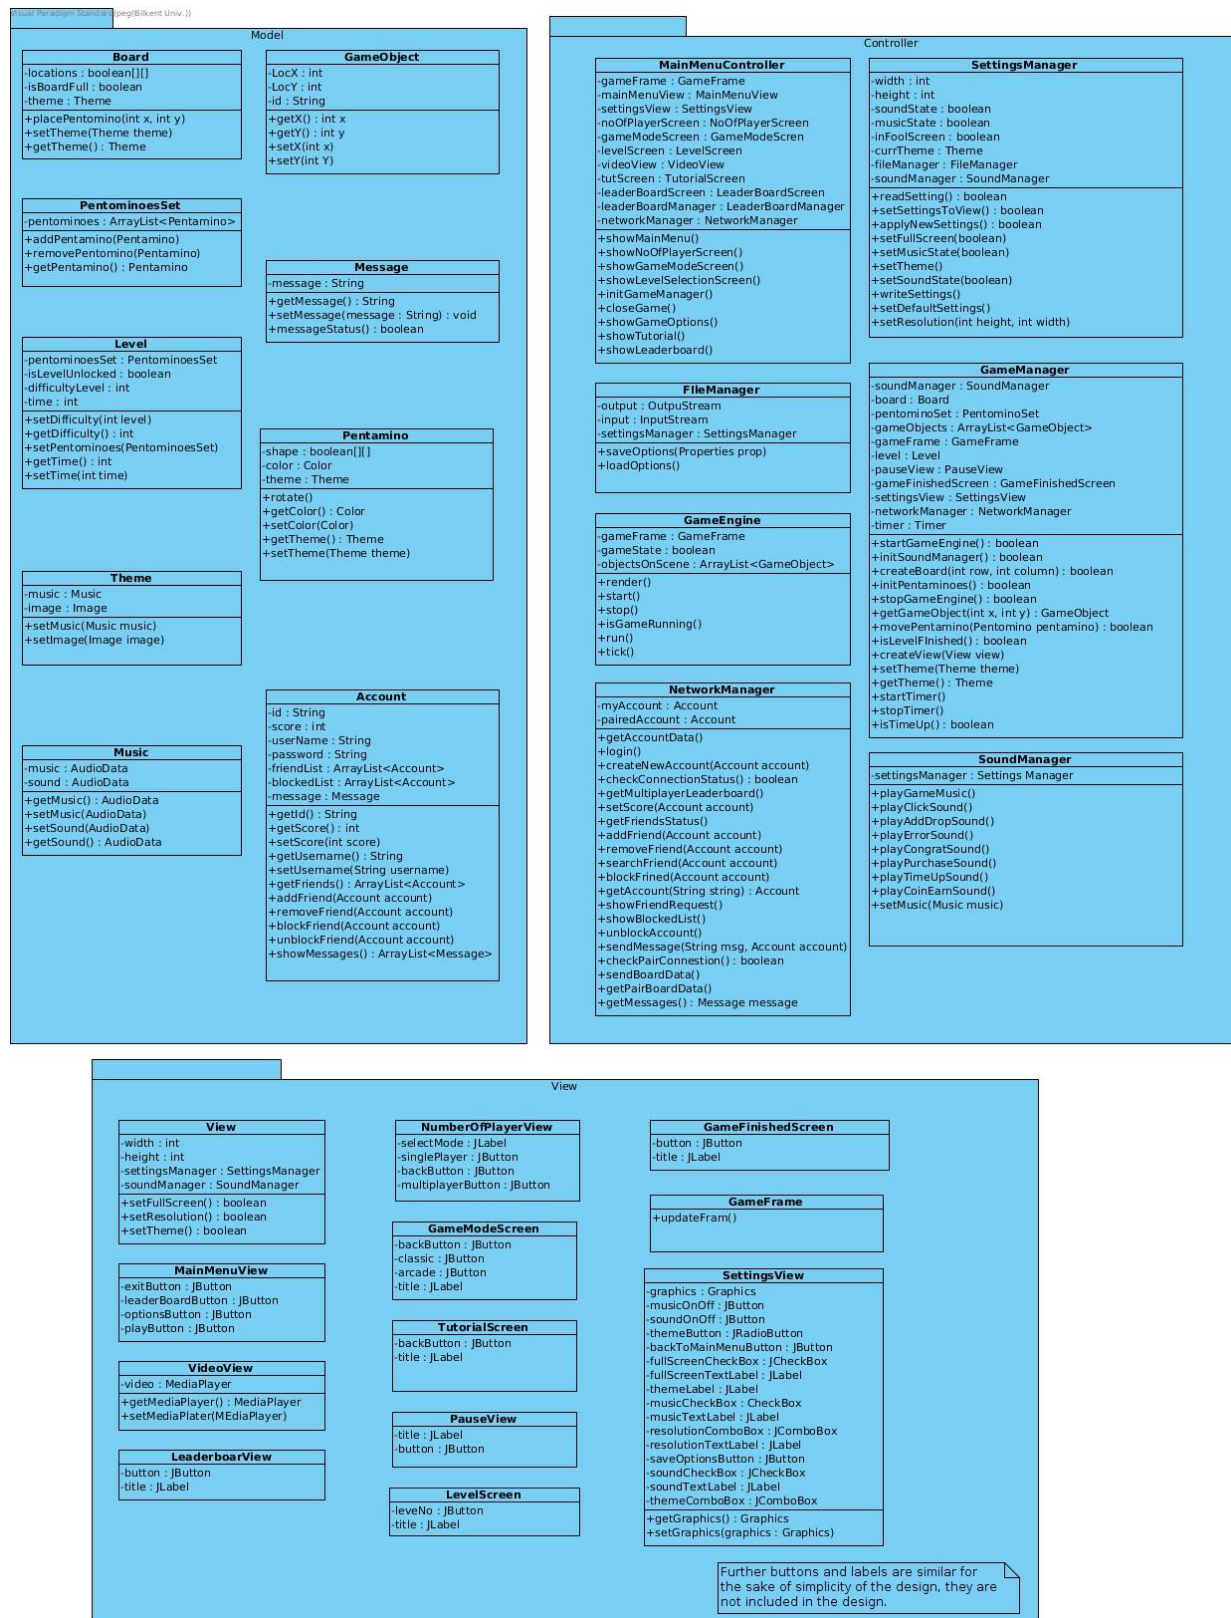 Visual Paradigm Standard(peg(Bilkent Univ.))
Model
Board
-locations : boolean[][]
-isBoardFull : boolean
-theme : Theme
+placePentomino(int x, int y)
+setTheme(Theme theme)
+getTheme() : Theme
GameObject
-LocX : int
-LocY : int
-id : String
+getX() : int x
+getY() : int y
+setX(int x)
+setY(int Y)
PentominoesSet
-pentominoes : ArrayList<Pentamino>
+addPentamino(Pentamino)
+removePentomino(Pentamino)
+getPentamino() : Pentamino
Message
-message : String
+getMessage() : String
+setMessage(message : String) : void
+messageStatus() : boolean
Level
-pentominoesSet : PentominoesSet
-isLevelUnlocked : boolean
-difficultyLevel : int
-time : int
+setDifficulty(int level)
+getDifficulty() : int
+setPentominoes(PentominoesSet)
+getTime() : int
+setTime(int time)
Pentamino
-shape : boolean[][]
-color : Color
-theme : Theme
+rotate()
+getColor() : Color
+setColor(Color)
+getTheme() : Theme
+setTheme(Theme theme)
Theme
-music : Music
-image : Image
+setMusic(Music music)
+setImage(Image image)
Account
-id : String
-score : int
-userName : String
-password : String
-friendList : ArrayList<Account>
-blockedList : ArrayList<Account>
-message : Message
+getId() : String
+getScore() : int
+setScore(int score)
+getUsername() : String
+setUsername(String username)
+getFriends() : ArrayList<Account>
+addFriend(Account account)
+removeFriend(Account account)
+blockFriend(Account account)
+unblockFriend(Account account)
+showMessages() : ArrayList<Message>
Music
-music : AudioData
-sound : AudioData
+getMusic() : AudioData
+setMusic(AudioData)
+setSound(AudioData)
+getSound() : AudioData
Controller
MainMenuController
-gameFrame : GameFrame
-mainMenuView : MainMenuView
-settingsView : SettingsView
-noOfPlayerScreen : NoOfPlayerScreen
-gameModeScreen : GameModeScren
-levelScreen : LevelScreen
-videoView : VideoView
-tutScreen : TutorialScreen
-leaderBoardScreen : LeaderBoardScreen
-leaderBoardManager : LeaderBoardManager
-networkManager : NetworkManager
+showMainMenu()
+showNoOfPlayerScreen()
+showGameModeScreen()
+showLevelSelectionScreen()
+initGameManager()
+closeGame()
+showGameOptions()
+showTutorial()
+showLeaderboard()
SettingsManager
-width : int
-height : int
-soundState : boolean
-musicState : boolean
-inFoolScreen : boolean
-currTheme : Theme
-fileManager : FileManager
-soundManager : SoundManager
+readSetting() : boolean
+setSettingsToView() : boolean
+applyNewSettings() : boolean
+setFullScreen(boolean)
+setMusicState(boolean)
+setTheme()
+setSoundState(boolean)
+writeSettings()
+setDefaultSettings()
+setResolution(int height, int width)
FIleManager
-output : OutpuStream
-input : InputStream
-settingsManager : SettingsManager
+saveOptions(Properties prop)
+loadOptions()
GameManager
-soundManager : SoundManager
-board : Board
-pentominoSet : PentominoSet
-gameObjects : ArrayList<GameObject>
-gameFrame : GameFrame
-level : Level
-pauseView : PauseView
-gameFinishedScreen : GameFinishedScreen
-settingsView : SettingsView
-networkManager : NetworkManager
-timer : Timer
+startGameEngine() : boolean
+initSoundManager() : boolean
+createBoard(int row, int column) : boolean
+initPentaminoes() : boolean
+stopGameEngine() : boolean
+getGameObject(int x, int y) : GameObject
+movePentamino(Pentomino pentamino) : boolean
+isLevelFInished() : boolean
+createView(View view)
+setTheme(Theme theme)
+getTheme() : Theme
+startTimer()
+stopTimer()
+isTimeUp() : boolean
GameEngine
-gameFrame : GameFrame
-gameState : boolean
-objectsOnScene : ArrayList<GameObject>
+render()
+start()
+stop()
+isGameRunning()
+run()
+tick()
NetworkManager
-myAccount : Account
-pairedAccount : Account
+getAccountData()
+login()
+createNewAccount(Account account)
+checkConnectionStatus() : boolean
+getMultiplayerLeaderboard()
+setScore(Account account)
+getFriendsStatus()
+addFriend(Account account)
+removeFriend(Account account)
+searchFriend(Account account)
+blockFrined(Account account)
+getAccount(String string) : Account
+showFriendRequest()
+showBlockedList()
+unblockAccount()
+sendMessage(String msg, Account account)
+checkPairConnestion() : boolean
+sendBoardData()
+getPairBoardData()
+getMessages() : Message message
SoundManager
-settingsManager : Settings Manager
+playGameMusic()
+playClickSound()
+playAddDropSound()
+playErrorSound()
+playCongratSound()
+playPurchaseSound()
+playTimeUpSound()
+playCoinEarnSound()
+setMusic(Music music)
View
View
-width : int
-height : int
-settingsManager : SettingsManager
-soundManager : SoundManager
+setFullScreen() : boolean
+setResolution() : boolean
+setTheme() : boolean
MainMenuView
-exitButton : JButton
-leaderBoardButton : JButton
-optionsButton : JButton
-playButton : JButton
VideoView
-video : MediaPlayer
+getMediaPlayer() : MediaPlayer
+setMediaPlater(MEdiaPlayer)
LeaderboarView
-button : JButton
-title : JLabel
NumberOfPlayerView
-selectMode : JLabel
-singlePlayer : JButton
-backButton : JButton
-multiplayerButton : JButton
GameModeScreen
-backButton : JButton
-classic : JButton
-arcade : JButton
-title : JLabel
TutorialScreen
-backButton : JButton
-title : JLabel
PauseView
-title : JLabel
-button : JButton
LevelScreen
-leveNo : JButton
-title : JLabel
GameFinishedScreen
-button : JButton
-title : JLabel
GameFrame
+updateFram()
SettingsView
-graphics : Graphics
-musicOnOff : JButton
-soundOnOff : JButton
-themeButton : JRadioButton
-backToMainMenuButton : JButton
-fullScreenCheckBox : JCheckBox
-fullScreenTextLabel : JLabel
-themeLabel : JLabel
-musicCheckBox : CheckBox
-musicTextLabel : JLabel
-resolutionComboBox : JComboBox
-resolutionTextLabel : JLabel
-saveOptionsButton : JButton
-soundCheckBox : JCheckBox
-soundTextLabel : JLabel
-themeComboBox : JComboBox
+getGraphics() : Graphics
+setGraphics(graphics : Graphics)
Further buttons and labels are similar for
the sake of simplicity of the design, they are
not included in the design.